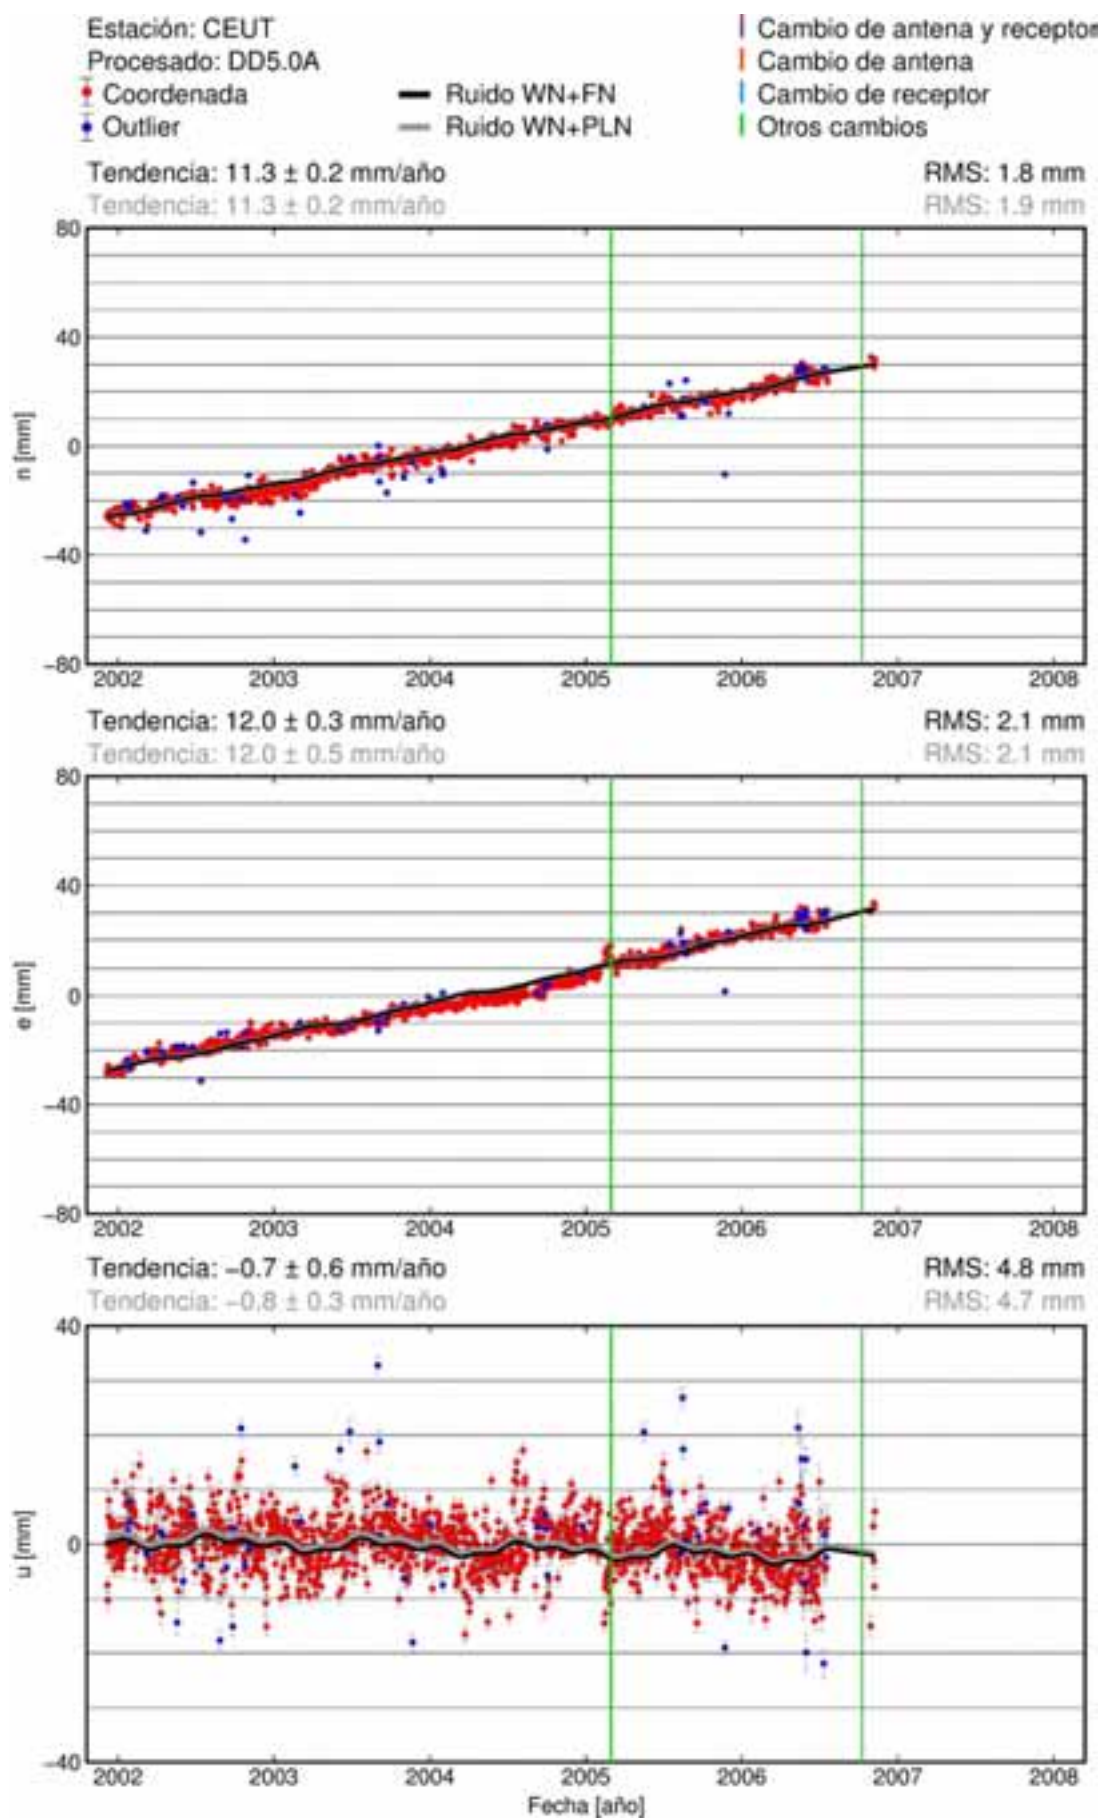 Estación: CEUT
Procesado: DD5.0A
Coordenada
Outlier
Ruido WN+FN
Ruido WN+PLN
Cambio de antena y receptor
Cambio de antena
Cambio de receptor
Otros cambios
Tendencia: 11.3 ± 0.2 mm/año RMS: 1.8 mm
Tendencia: 11.3 ± 0.2 mm/año RMS: 1.9 mm
80
40
0
−40
−80
n [mm]
2002 2003 2004 2005 2006 2007 2008
Tendencia: 12.0 ± 0.3 mm/año RMS: 2.1 mm
Tendencia: 12.0 ± 0.5 mm/año RMS: 2.1 mm
80
40
0
−40
−80
e [mm]
2002 2003 2004 2005 2006 2007 2008
Tendencia: −0.7 ± 0.6 mm/año RMS: 4.8 mm
Tendencia: −0.8 ± 0.3 mm/año RMS: 4.7 mm
40
20
0
−20
−40
u [mm]
2002 2003 2004 2005 2006 2007 2008
Fecha [año]